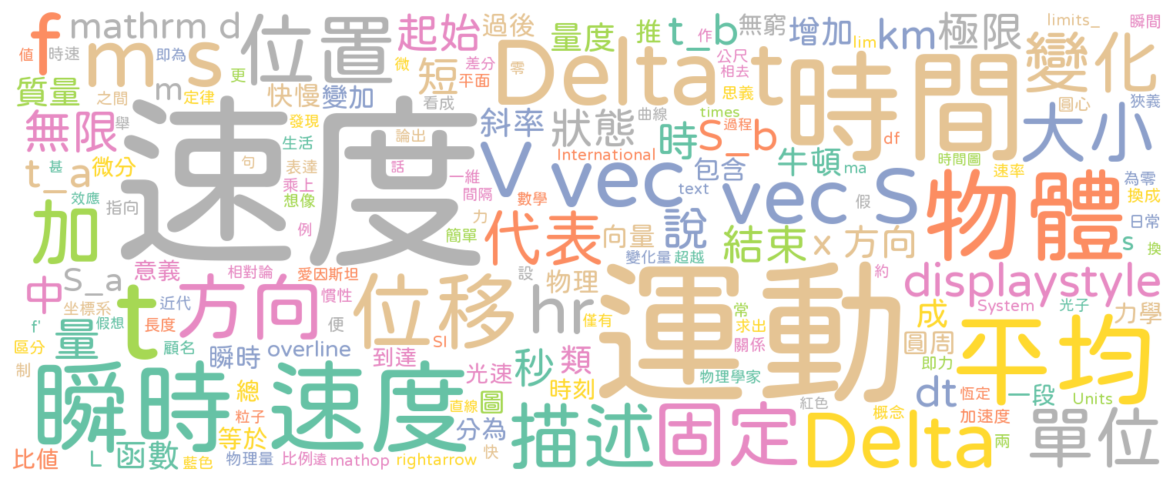 f
值
時速
mathrm d
即為
m s
更
之間
定律
質量
m
位置
快慢
變加
起始
過後
短
微
差分
零
平面
看成
量度
推
作
t_b
公尺
相去
思義
無窮
增加
lim
km
極限
limits_
瞬間
變化
Delta t
時間
狹義
圓心
無限
舉
發現
生活
速度
論出
話
斜率
狀態
曲線
時
times
S_b
過程
df
大小
t_a
微分
句
表達
International
包含
牛頓
ma
時間圖
速率
為零
換成
甚
效應
指向
乘上
想像
一維
間隔
V
vec
text
vec S
假
物體
日常
加
例
數學
力
簡單
代表
向量
說
變化量
超越
結束
x 方向
s
換
中
S_a
意義
相對論
愛因斯坦
設
物理
約
displaystyle
坐標系
近代
慣性
t
方向
位移
hr
運動
常
求出
關係
System
光子
力學
f'
假想
長度
便
SI
僅有
成
平均
量
區分
顧名
瞬時
overline
到達
秒
類
圓周
即力
制
總
光速
時刻
物理學家
dt
恆定
一段
Units
瞬時速度
粒子
直線
圖
紅色
加速度
概念
等於
分為
描述
固定
Delta
兩
單位
比值
L
函數
藍色
物理量
比例
遠
mathop
rightarrow
快